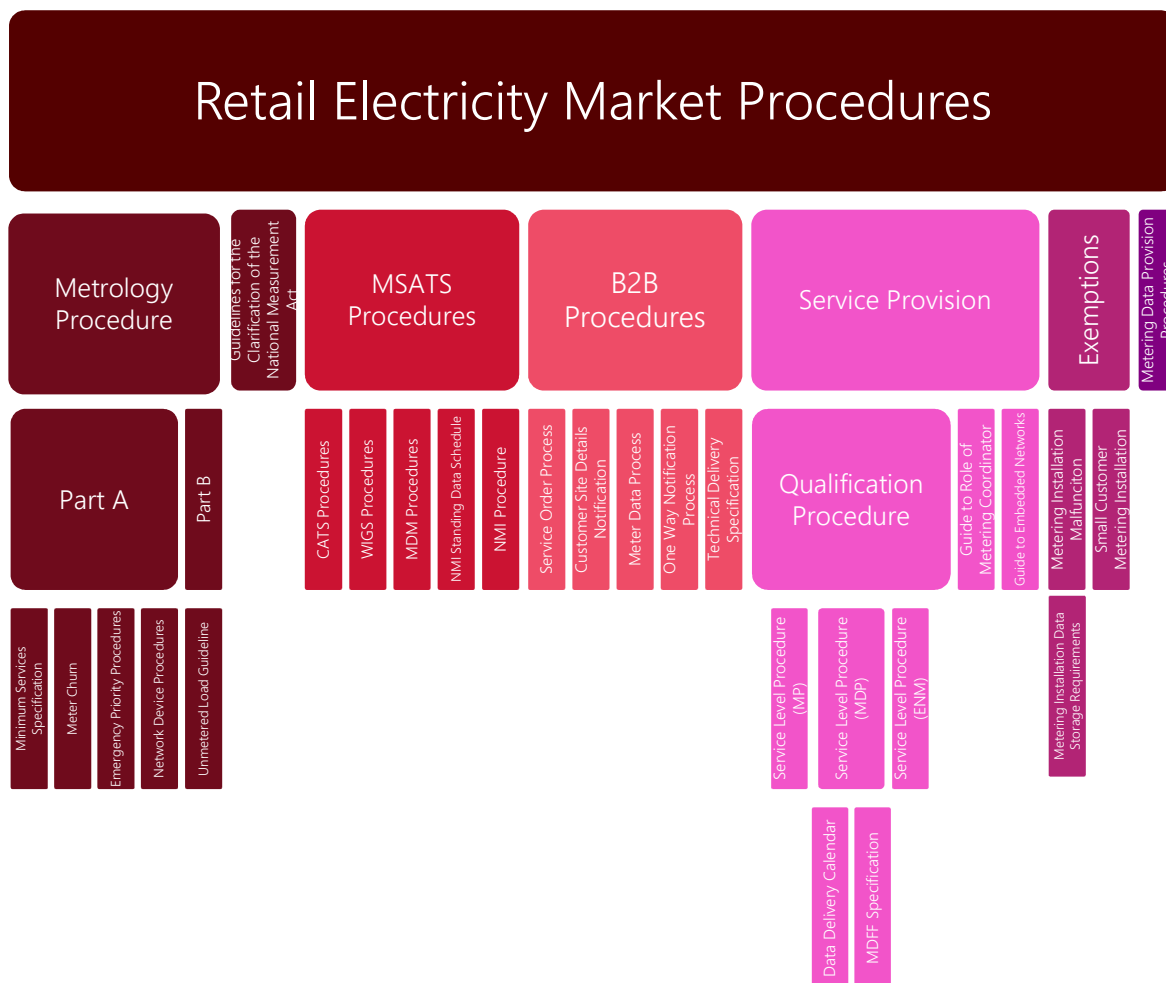 Retail Electricity Market Procedures
Metrology
Procedure
Guidelines for the
Clarification of the
National Measurement
Act
MSATS
Procedures
B2B
Procedures
Service Provision
Exemptions
Metering Data Provision
Procedures
Part A
Part B
CATS Procedures
WIGS Procedures
MDM Procedures
NMI Standing Data Schedule
NMI Procedure
Service Order Process
Customer Site Details
Notification
Meter Data Process
One Way Notification
Process
Technical Delivery
Specification
Qualification
Procedure
Guide to Role of
Metering Coordinator
Guide to Embedded Networks
Metering Installation
Malfunciton
Small Customer
Metering Installation
Minimum Services
Specification
Meter Churn
Emergency Priority Procedures
Network Device Procedures
Unmetered Load Guideline
Service Level Procedure
(MP)
Service Level Procedure
(MDP)
Service Level Procedure
(ENM)
Metering Installation Data
Storage Requirements
Data Delivery Calendar
MDFF Specification